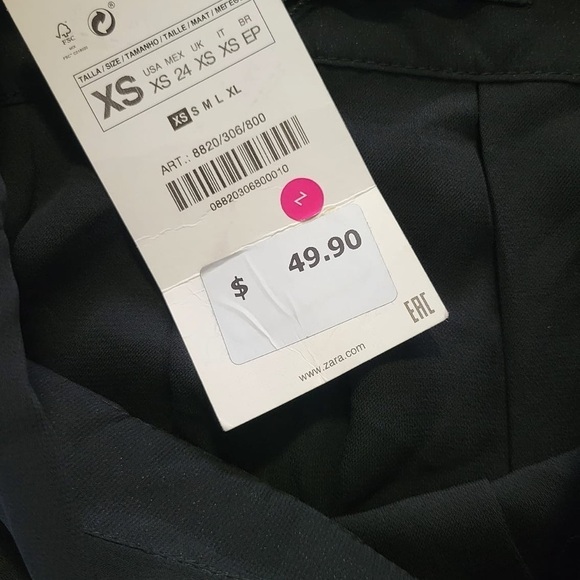 FSC
®
TALLA / SIZE / TAMANHO / TAILLE / MAAT /
XS
USA MEX UK IT BR
XS 24 XS XS EP
XS S M L XL
ART.: 8820/306/800
08820306800010
Z
$ 49.90
EAC
www.zara.com